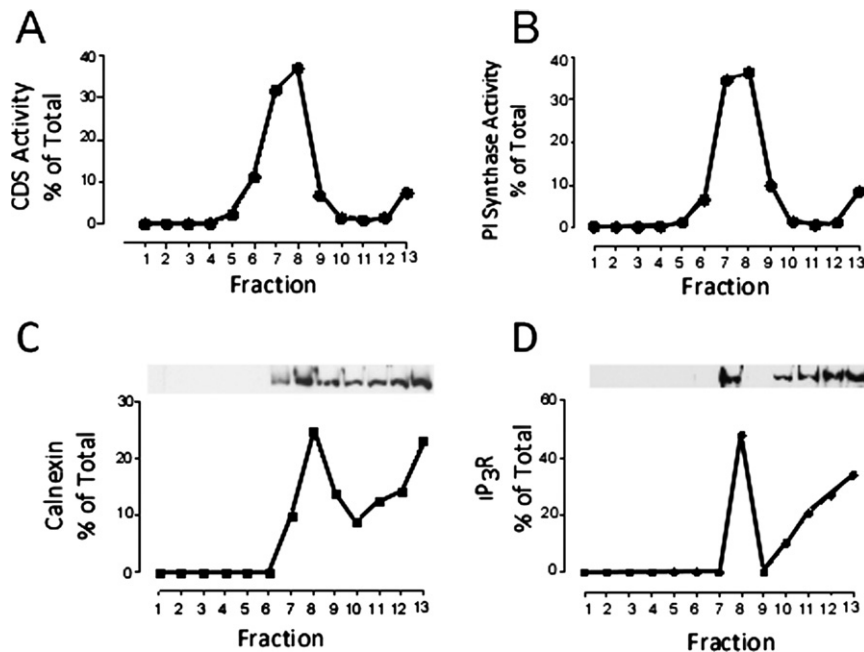 A
CDS Activity
% of Total
40
30
20
10
0
1 2 3 4 5 6 7 8 9 10 11 12 13
Fraction
B
PI Synthase Activity
% of Total
40
30
20
10
0
1 2 3 4 5 6 7 8 9 10 11 12 13
Fraction
C
Calnexin
% of Total
30
20
10
0
1 2 3 4 5 6 7 8 9 10 11 12 13
Fraction
D
IP3R
% of Total
60
40
20
0
1 2 3 4 5 6 7 8 9 10 11 12 13
Fraction